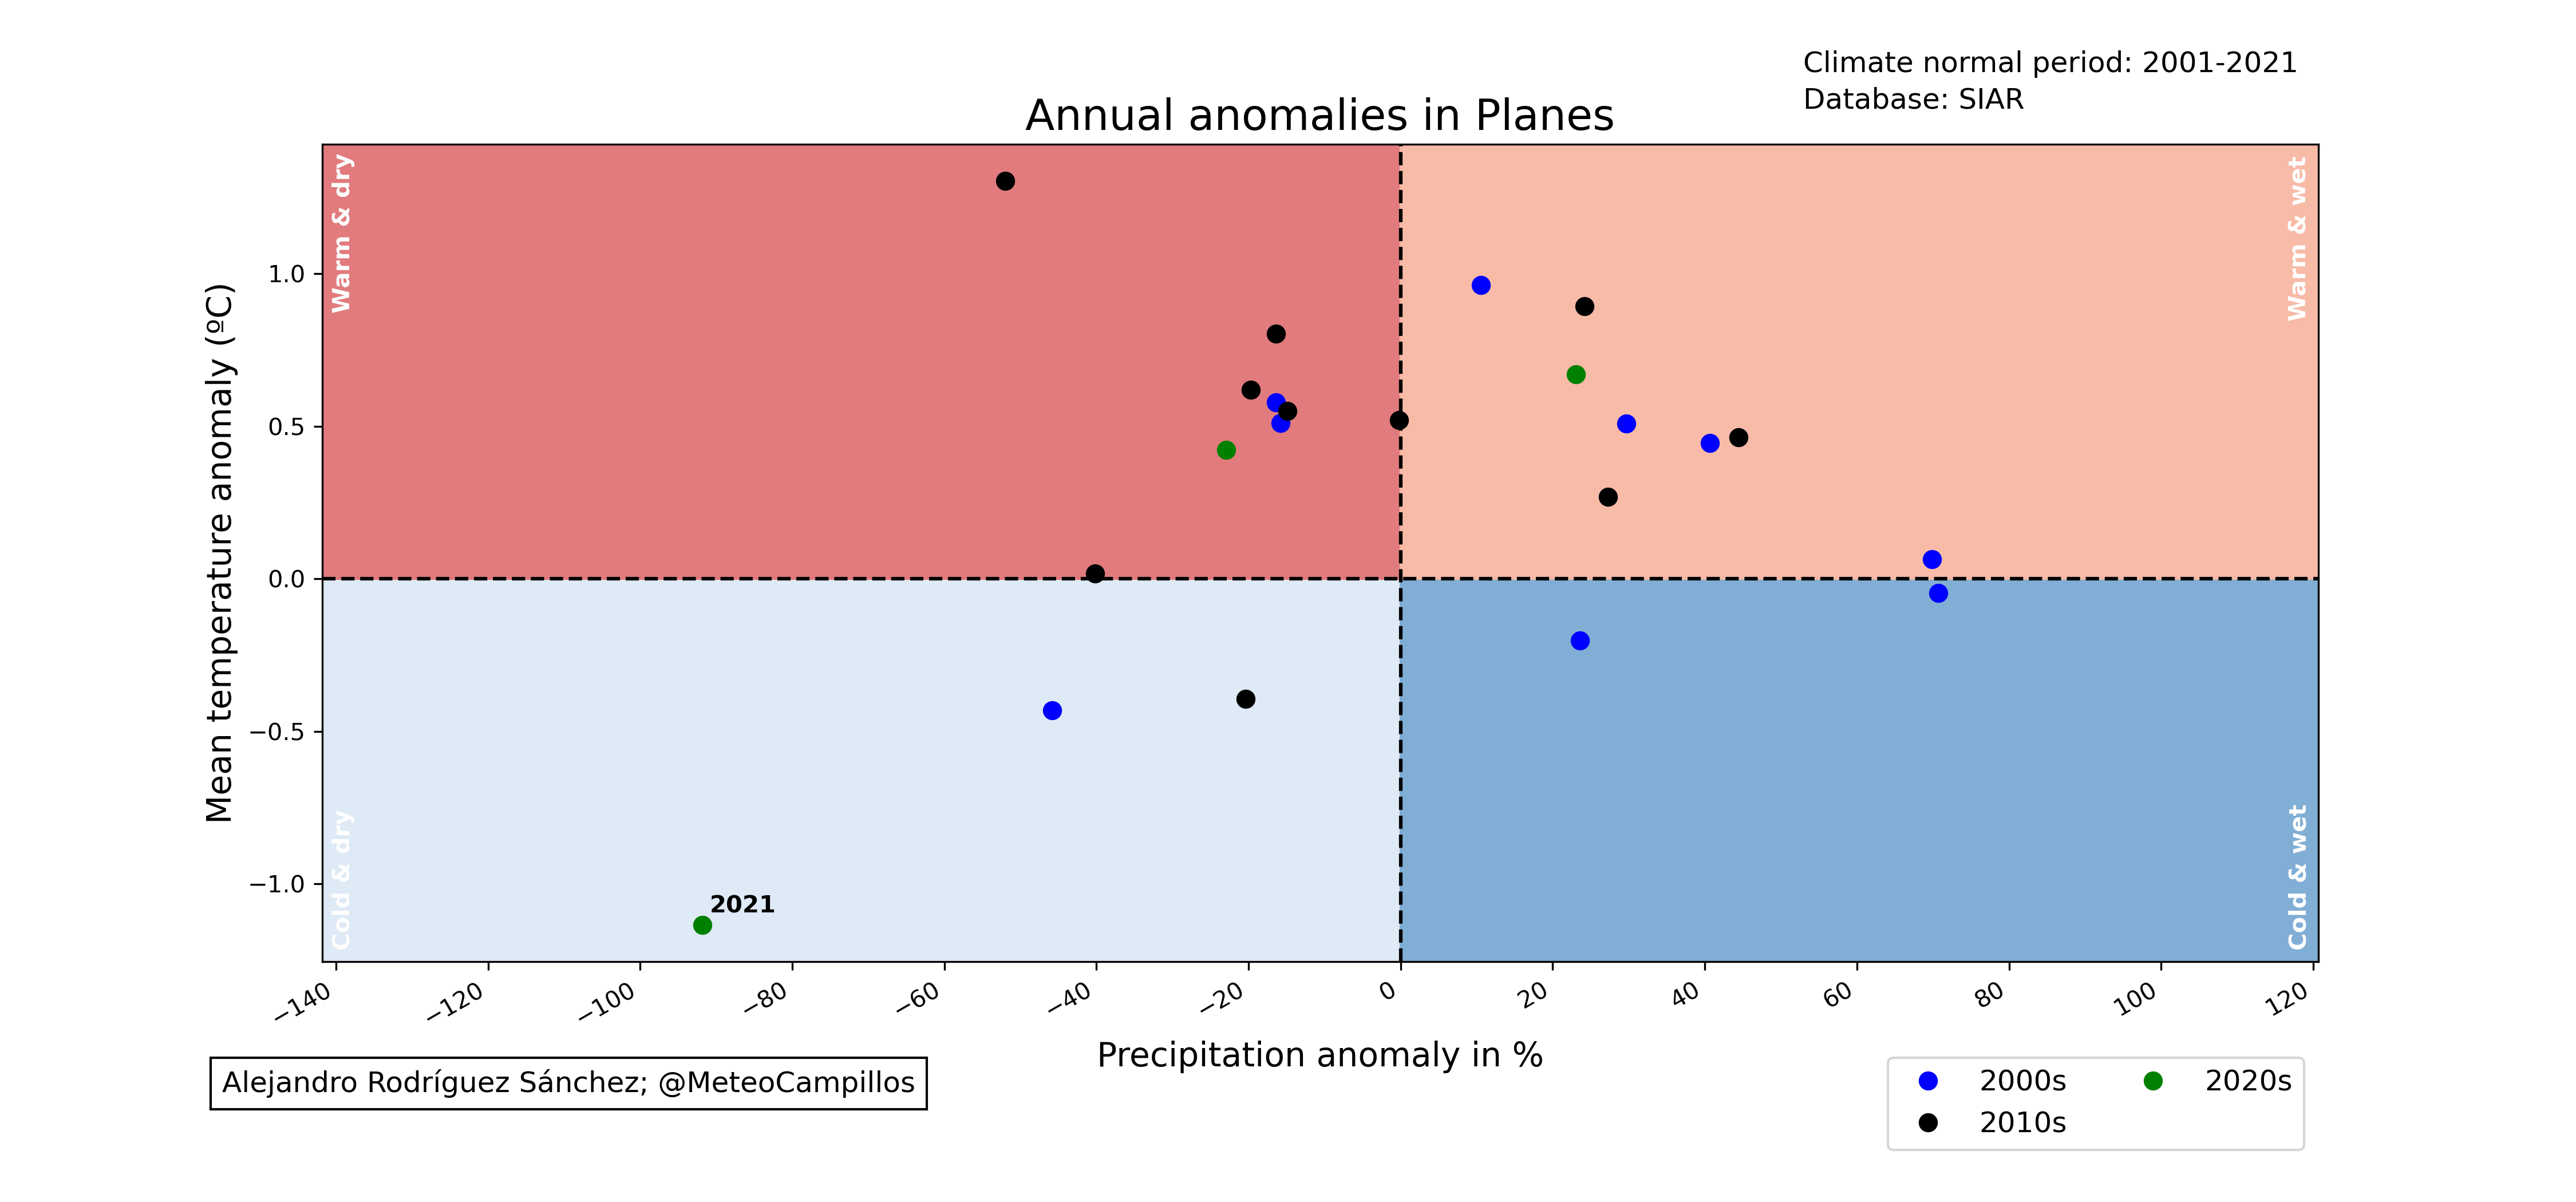 Climate normal period: 2001-2021
Database: SIAR
Annual anomalies in Planes
Warm & dry
Warm & wet
Mean temperature anomaly (ºC)
1.0
0.5
0.0
−0.5
−1.0
Cold & dry
2021
Cold & wet
−140
−120
−100
−80
−60
−40
−20
0
20
40
60
80
100
120
Precipitation anomaly in %
Alejandro Rodríguez Sánchez; @MeteoCampillos
2000s
2010s
2020s